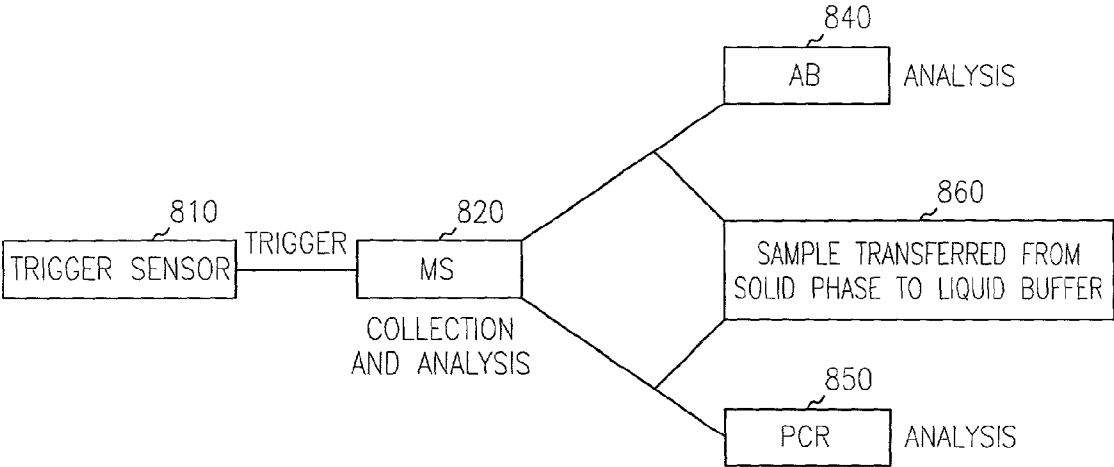 840
AB
ANALYSIS
810
TRIGGER SENSOR
TRIGGER
820
MS
COLLECTION
AND ANALYSIS
860
SAMPLE TRANSFERRED FROM
SOLID PHASE TO LIQUID BUFFER
850
PCR
ANALYSIS